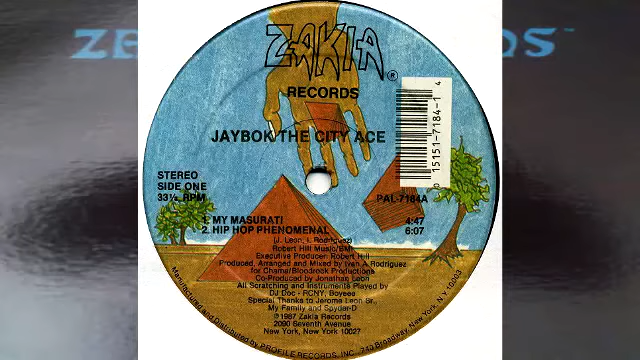 ZAKIA®
RECORDS
JAYBOK THE CITY ACE
STEREO
SIDE ONE
33⅓ RPM
0 15151-7184-1 4
PAL-7184A
1. MY MASURATI 4:47
2. HIP HOP PHENOMENAL 6:07
(J. Leon, I. Rodriguez)
Robert Hill Music/BMI
Executive Producer: Robert Hill
Produced, Arranged and Mixed by Ivan A Rodriguez
for Chama/Bloodrock Productions
Co-Produced by Jonathan Leon
All Scratching and Instruments Played by
DJ Doc - RCNY, Boyeee
Special Thanks to Jerome Leon Sr.,
My Family and Spyder-D
℗1987 Zakia Records
2090 Seventh Avenue
New York, New York 10027
Manufactured and Distributed by PROFILE RECORDS, INC. 740 Broadway, New York, N.Y. 10003